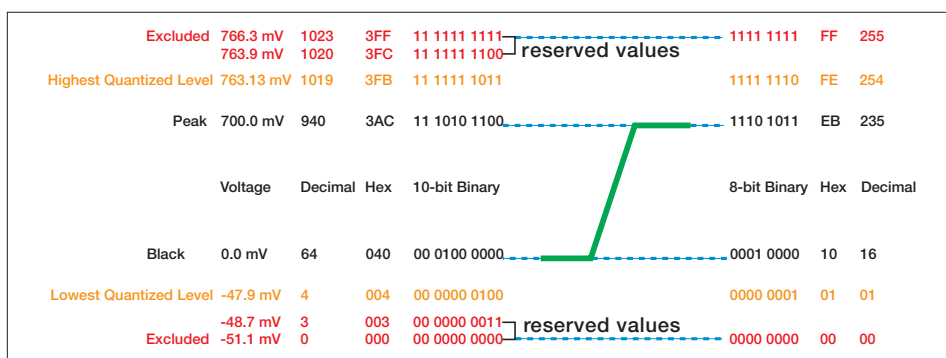 Excluded 766.3 mV 1023 3FF 11 1111 1111 1111 1111 FF 255
763.9 mV 1020 3FC 11 1111 1100 reserved values
Highest Quantized Level 763.13 mV 1019 3FB 11 1111 1011 1111 1110 FE 254
Peak 700.0 mV 940 3AC 11 1010 1100 1110 1011 EB 235
Voltage Decimal Hex 10-bit Binary 8-bit Binary Hex Decimal
Black 0.0 mV 64 040 00 0100 0000 0001 0000 10 16
Lowest Quantized Level -47.9 mV 4 004 00 0000 0100 0000 0001 01 01
-48.7 mV 3 003 00 0000 0011 reserved values
Excluded -51.1 mV 0 000 00 0000 0000 0000 0000 00 00